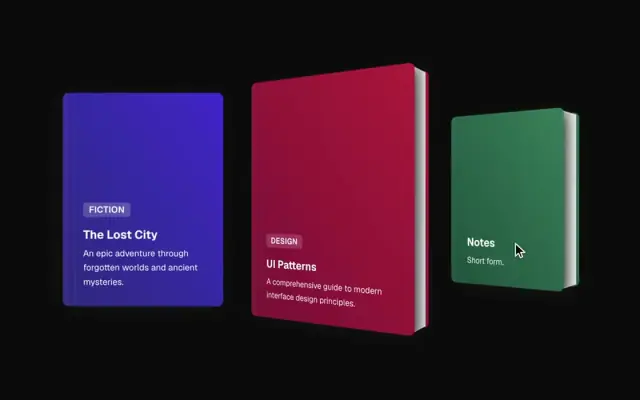 FICTION
The Lost City
An epic adventure through
forgotten worlds and ancient
mysteries.
DESIGN
UI Patterns
A comprehensive guide to modern
interface design principles.
Notes
Short form.